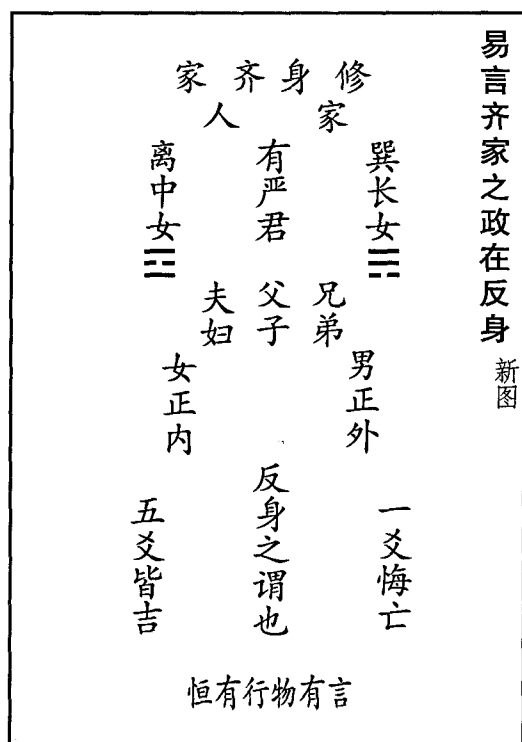 易言齐家之政在反身
新图
修身齐家
家人
巽长女
有严君
离中女
兄弟
父子
夫妇
男正外
女正内
一爻悔亡
反身之谓也
五爻皆吉
言有物行有恒